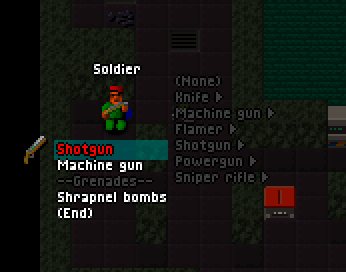 Soldier
Shotgun
Machine gun
--Grenades--
Shrapnel bombs
(End)
(None)
Knife
Machine gun
Flamer
Shotgun
Powergun
Sniper rifle